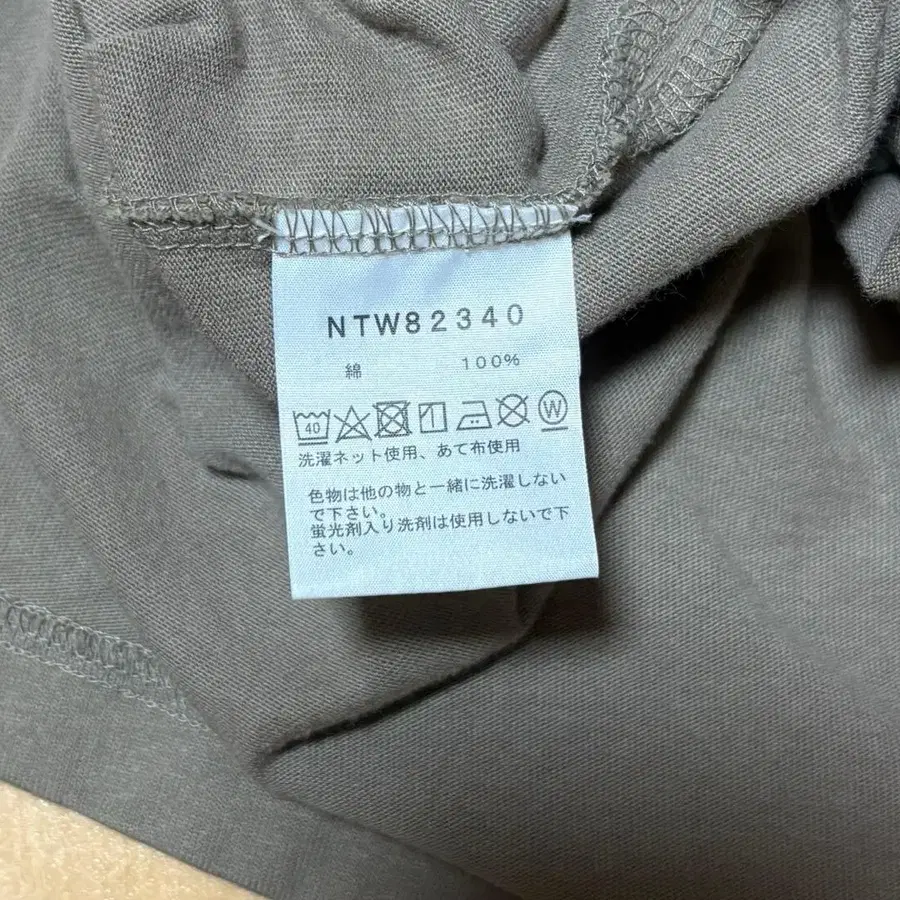 NTW82340
綿 100%
40 W
洗濯ネット使用、あて布使用
色物は他の物と一緒に洗濯しない
で下さい。
蛍光剤入り洗剤は使用しないで下
さい。